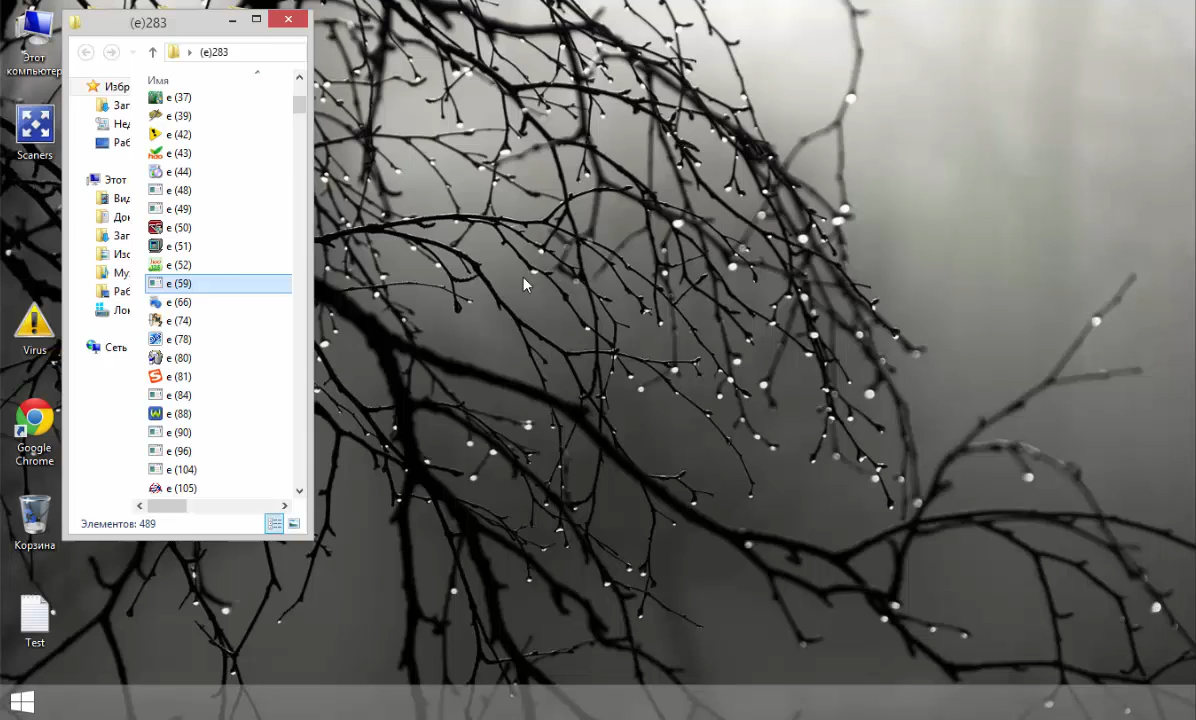 Этот
компьютер
Scaners
Virus
Google
Chrome
Корзина
Test
(e)283
(e)283
Имя
Избр
Заг
Нед
Раб
Этот
Вид
Док
Заг
Изо
Му
Раб
Лок
Сеть
e (37)
e (39)
e (42)
e (43)
e (44)
e (48)
e (49)
e (50)
e (51)
e (52)
e (59)
e (66)
e (74)
e (78)
e (80)
e (81)
e (84)
e (88)
e (90)
e (96)
e (104)
e (105)
Элементов: 489